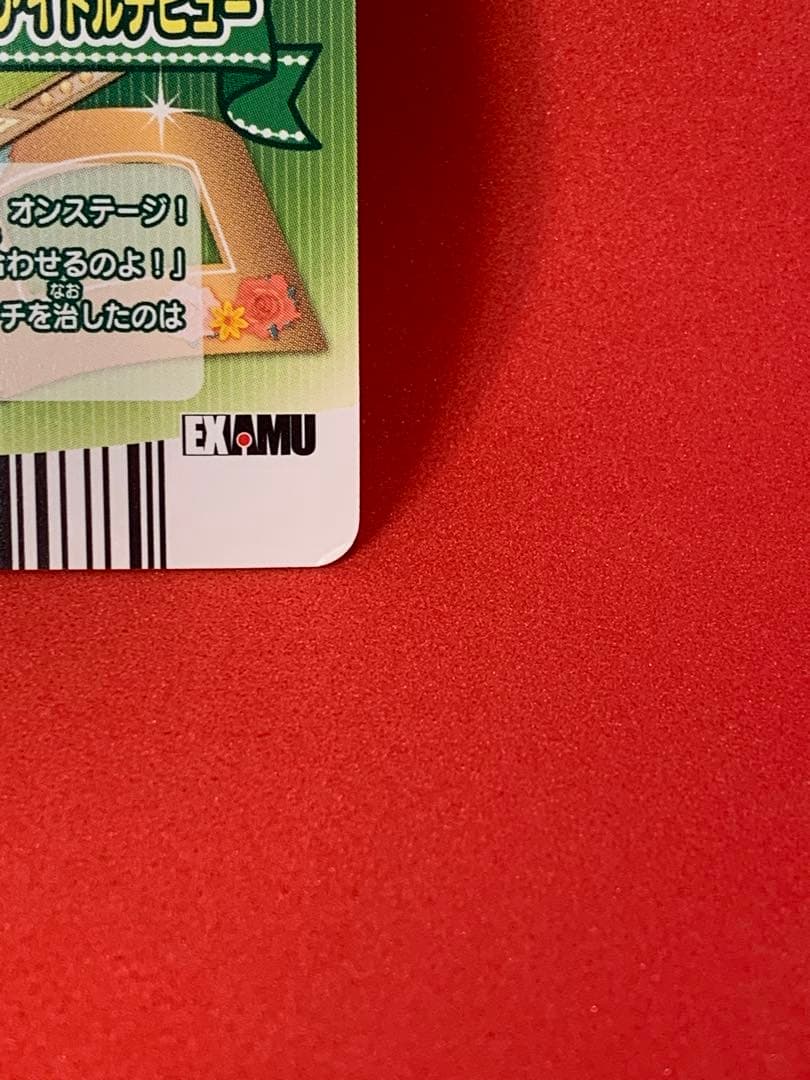 アイドルデビュー
オンステージ！
わせるのよ！」
なお
チを治したのは
EXAMU